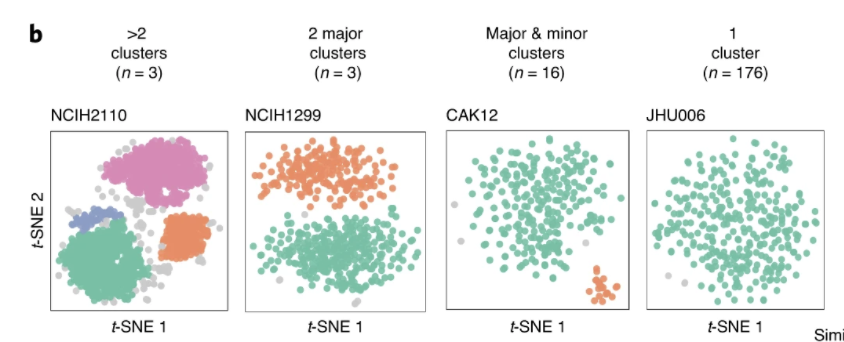 b
>2
clusters
(n = 3)
2 major
clusters
(n = 3)
Major & minor
clusters
(n = 16)
1
cluster
(n = 176)
NCIH2110
NCIH1299
CAK12
JHU006
t-SNE 2
t-SNE 1
t-SNE 1
t-SNE 1
t-SNE 1
Simi